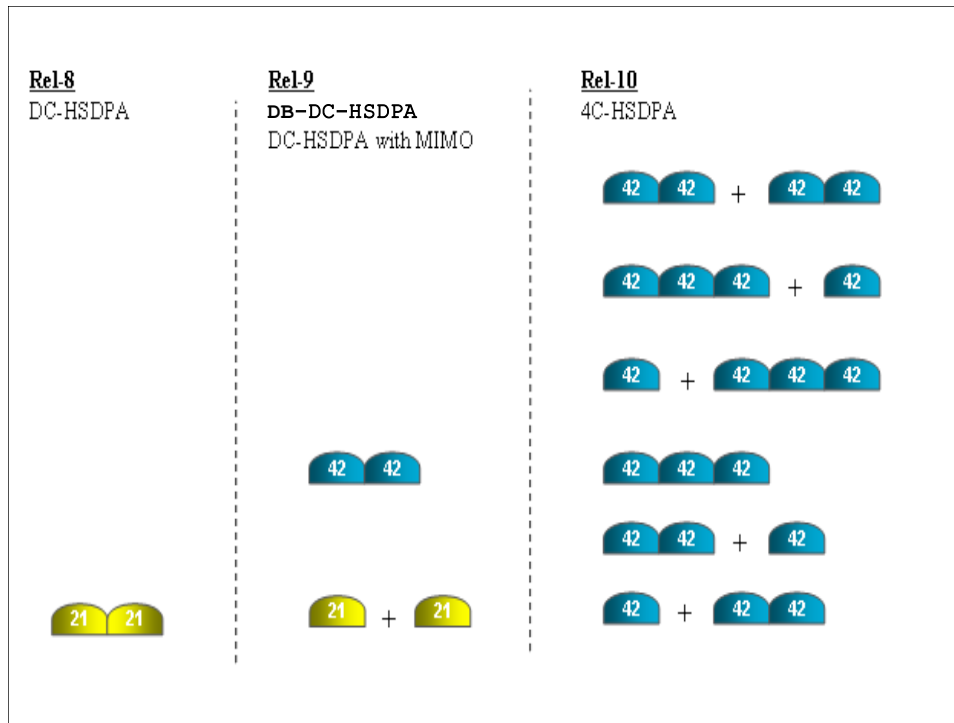 Rel-8
DC-HSDPA
21 21
Rel-9
DB-DC-HSDPA
DC-HSDPA with MIMO
42 42
21 + 21
Rel-10
4C-HSDPA
42 42 + 42 42
42 42 42 + 42
42 + 42 42 42
42 42 42
42 42 + 42
42 + 42 42